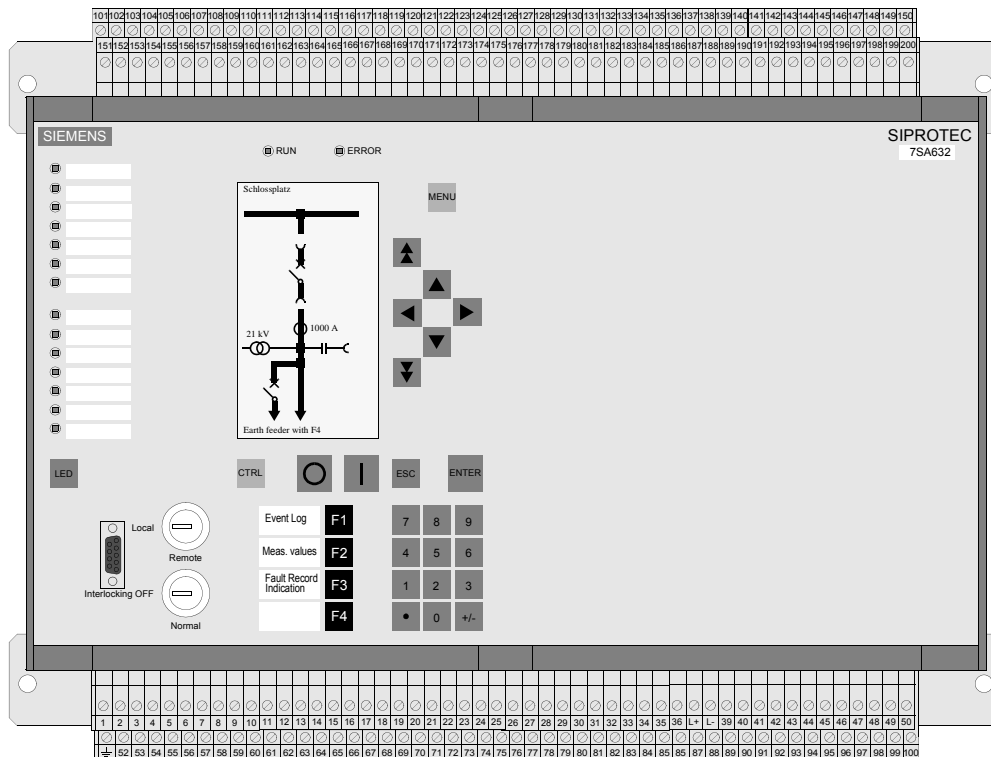 101 102 103 104 105 106 107 108 109 110 111 112 113 114 115 116 117 118 119 120 121 122 123 124 125 126 127 128 129 130 131 132 133 134 135 136 137 138 139 140 141 142 143 144 145 146 147 148 149 150
151 152 153 154 155 156 157 158 159 160 161 162 163 164 165 166 167 168 169 170 171 172 173 174 175 176 177 178 179 180 181 182 183 184 185 186 187 188 189 190 191 192 193 194 195 196 197 198 199 200
SIEMENS
SIPROTEC
7SA632
RUN
ERROR
Schlossplatz
MENU
21 kV
1000 A
Earth feeder with F4
LED
CTRL
ESC
ENTER
Local
Remote
Interlocking OFF
Normal
Event Log F1
Meas. values F2
Fault Record
Indication F3
F4
7 8 9
4 5 6
1 2 3
• 0 +/-
1 2 3 4 5 6 7 8 9 10 11 12 13 14 15 16 17 18 19 20 21 22 23 24 25 26 27 28 29 30 31 32 33 34 35 36 L+ L- 39 40 41 42 43 44 45 46 47 48 49 50
52 53 54 55 56 57 58 59 60 61 62 63 64 65 66 67 68 69 70 71 72 73 74 75 76 77 78 79 80 81 82 83 84 85 85 87 88 89 90 91 92 93 94 95 96 97 98 99 100